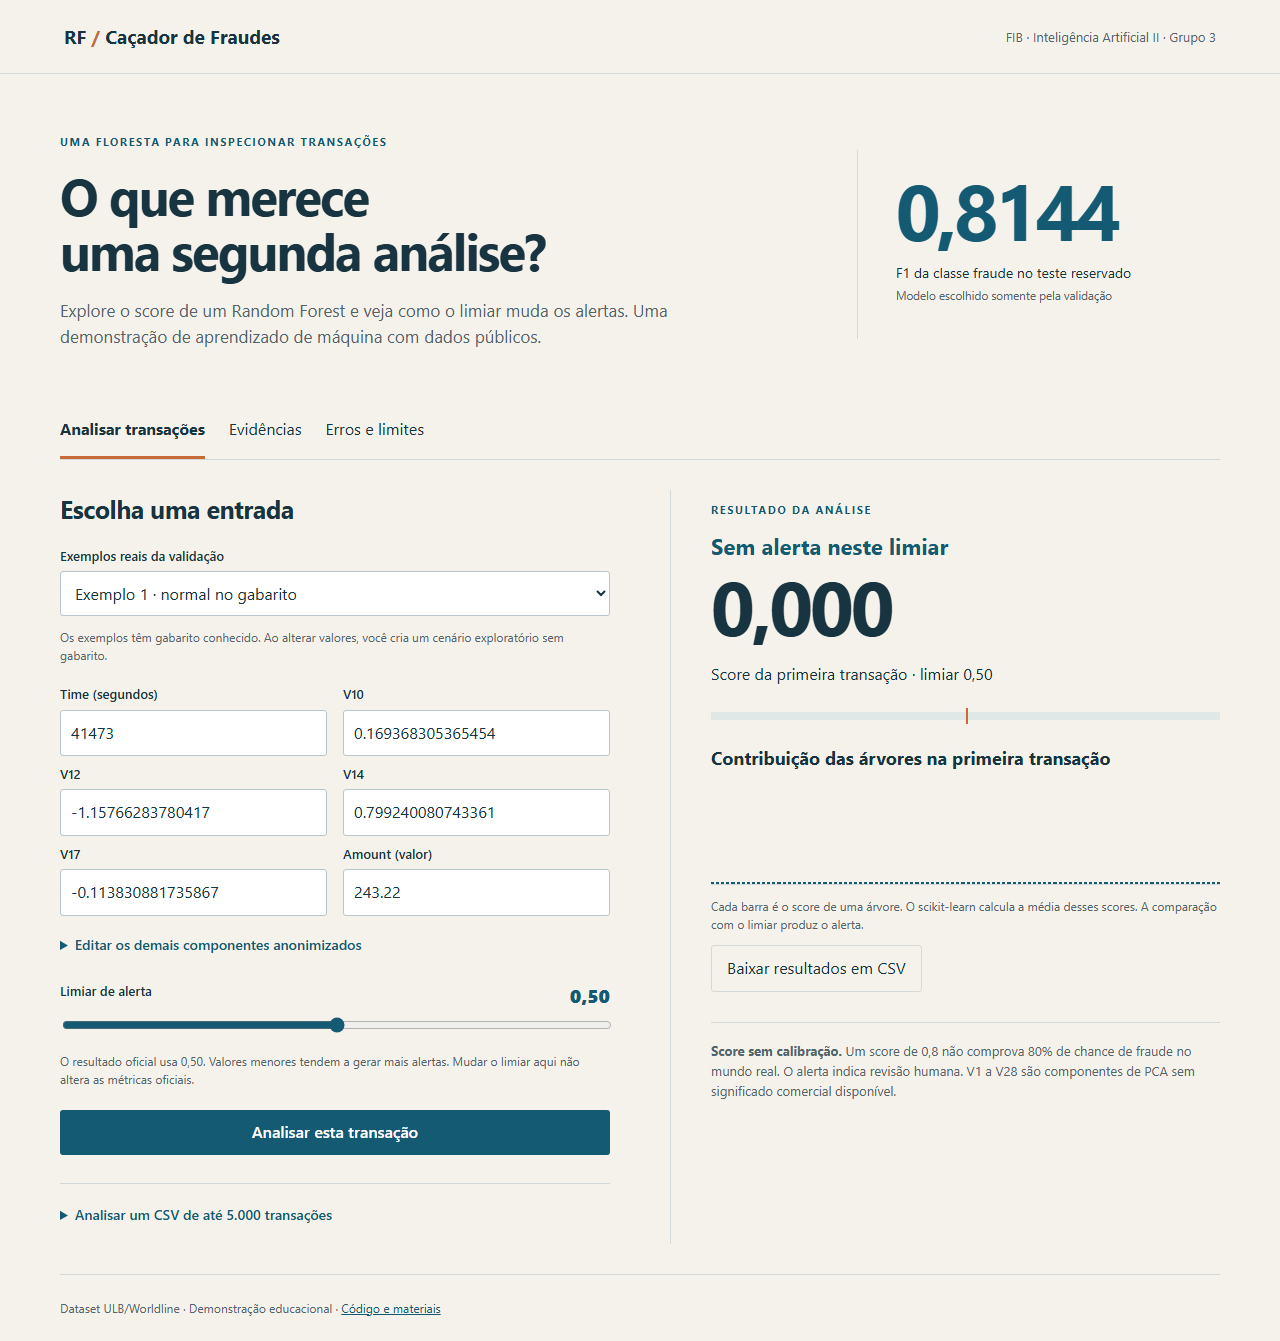 RF / Caçador de Fraudes
FIB · Inteligência Artificial II · Grupo 3
UMA FLORESTA PARA INSPECIONAR TRANSAÇÕES
O que merece
uma segunda análise?
Explore o score de um Random Forest e veja como o limiar muda os alertas. Uma
demonstração de aprendizado de máquina com dados públicos.
0,8144
F1 da classe fraude no teste reservado
Modelo escolhido somente pela validação
Analisar transações
Evidências
Erros e limites
Escolha uma entrada
Exemplos reais da validação
Exemplo 1 · normal no gabarito
Os exemplos têm gabarito conhecido. Ao alterar valores, você cria um cenário exploratório sem
gabarito.
Time (segundos)
V10
41473
0.169368305365454
V12
V14
-1.15766283780417
0.799240080743361
V17
Amount (valor)
-0.113830881735867
243.22
Editar os demais componentes anonimizados
Limiar de alerta
0,50
O resultado oficial usa 0,50. Valores menores tendem a gerar mais alertas. Mudar o limiar aqui não
altera as métricas oficiais.
Analisar esta transação
Analisar um CSV de até 5.000 transações
RESULTADO DA ANÁLISE
Sem alerta neste limiar
0,000
Score da primeira transação · limiar 0,50
Contribuição das árvores na primeira transação
Cada barra é o score de uma árvore. O scikit-learn calcula a média desses scores. A comparação
com o limiar produz o alerta.
Baixar resultados em CSV
Score sem calibração. Um score de 0,8 não comprova 80% de chance de fraude no
mundo real. O alerta indica revisão humana. V1 a V28 são componentes de PCA sem
significado comercial disponível.
Dataset ULB/Worldline · Demonstração educacional · Código e materiais